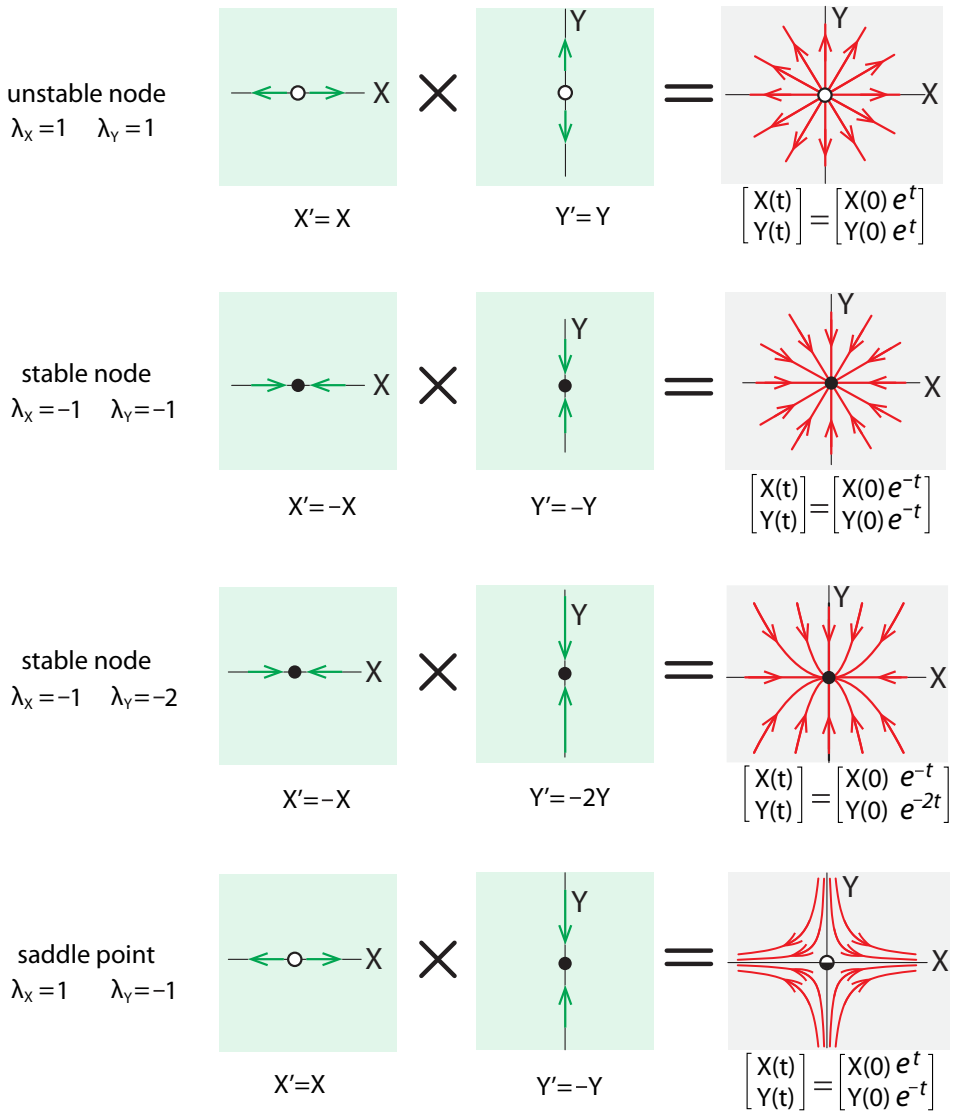 unstable node
λX = 1 λY = 1
X
Y
X
Y
X' = X
Y' = Y
[X(t)] = [X(0) e^t]
[Y(t)] = [Y(0) e^t]
stable node
λX = −1 λY = −1
X
Y
X
Y
X' = −X
Y' = −Y
[X(t)] = [X(0) e^−t]
[Y(t)] = [Y(0) e^−t]
stable node
λX = −1 λY = −2
X
Y
X
Y
X' = −X
Y' = −2Y
[X(t)] = [X(0) e^−t]
[Y(t)] = [Y(0) e^−2t]
saddle point
λX = 1 λY = −1
X
Y
X
Y
X' = X
Y' = −Y
[X(t)] = [X(0) e^t]
[Y(t)] = [Y(0) e^−t]